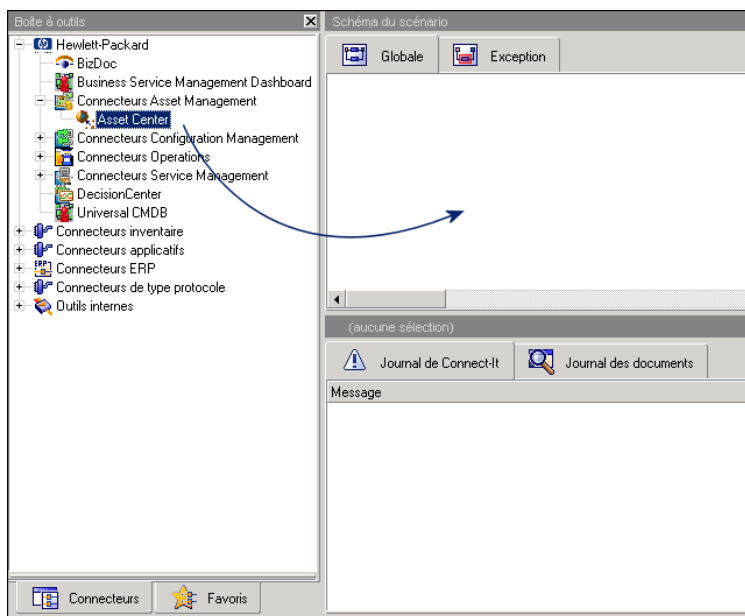 Boîte à outils
Hewlett-Packard
BizDoc
Business Service Management Dashboard
Connecteurs Asset Management
Asset Center
Connecteurs Configuration Management
Connecteurs Operations
Connecteurs Service Management
DecisionCenter
Universal CMDB
Connecteurs inventaire
Connecteurs applicatifs
ERP
Connecteurs ERP
Connecteurs de type protocole
Outils internes
Connecteurs
Favoris
Schéma du scénario
Globale
Exception
(aucune sélection)
Journal de Connect-It
Journal des documents
Message